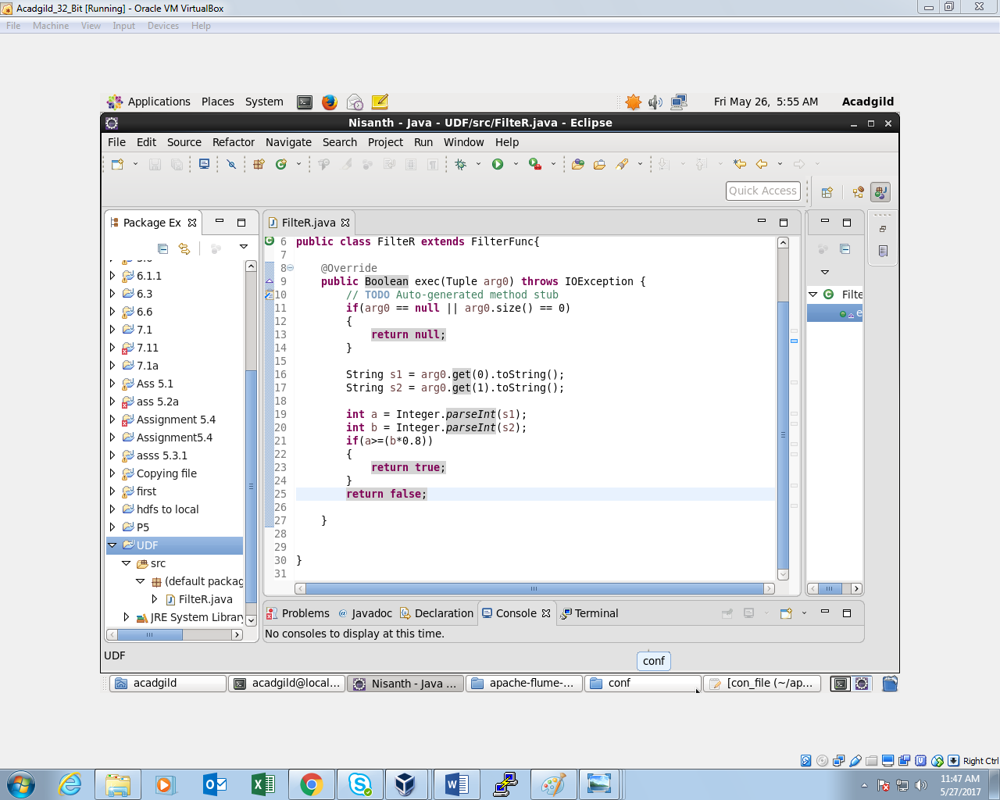 Acadgild_32_Bit [Running] - Oracle VM VirtualBox
File Machine View Input Devices Help
Applications Places System
Fri May 26, 5:55 AM Acadgild
Nisanth - Java - UDF/src/FilteR.java - Eclipse
File Edit Source Refactor Navigate Search Project Run Window Help
Quick Access
Package Ex
FilteR.java
6.1.1
6.3
6.6
7.1
7.11
7.1a
Ass 5.1
ass 5.2a
Assignment 5.4
Assignment5.4
asss 5.3.1
Copying file
first
hdfs to local
P5
UDF
src
(default packag
FilteR.java
JRE System Library
6 public class FilteR extends FilterFunc{
7
8 @Override
9 public Boolean exec(Tuple arg0) throws IOException {
10 // TODO Auto-generated method stub
11 if(arg0 == null || arg0.size() == 0)
12 {
13 return null;
14 }
15
16 String s1 = arg0.get(0).toString();
17 String s2 = arg0.get(1).toString();
18
19 int a = Integer.parseInt(s1);
20 int b = Integer.parseInt(s2);
21 if(a>=(b*0.8))
22 {
23 return true;
24 }
25 return false;
26
27 }
28
29
30 }
31
Filte
e
Problems @ Javadoc Declaration Console Terminal
No consoles to display at this time.
UDF
conf
acadgild
acadgild@local...
Nisanth - Java ...
apache-flume-...
conf
[con_file (~/ap...
Right Ctrl
11:47 AM
5/27/2017